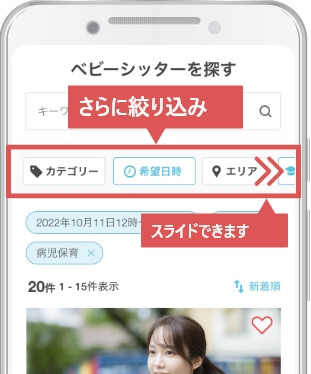 ベビーシッターを探す
キーワ
さらに絞り込み
カテゴリー
希望日時
エリア
2022年10月11日12時
スライドできます
病児保育 ×
20件 1 - 15件表示
新着順